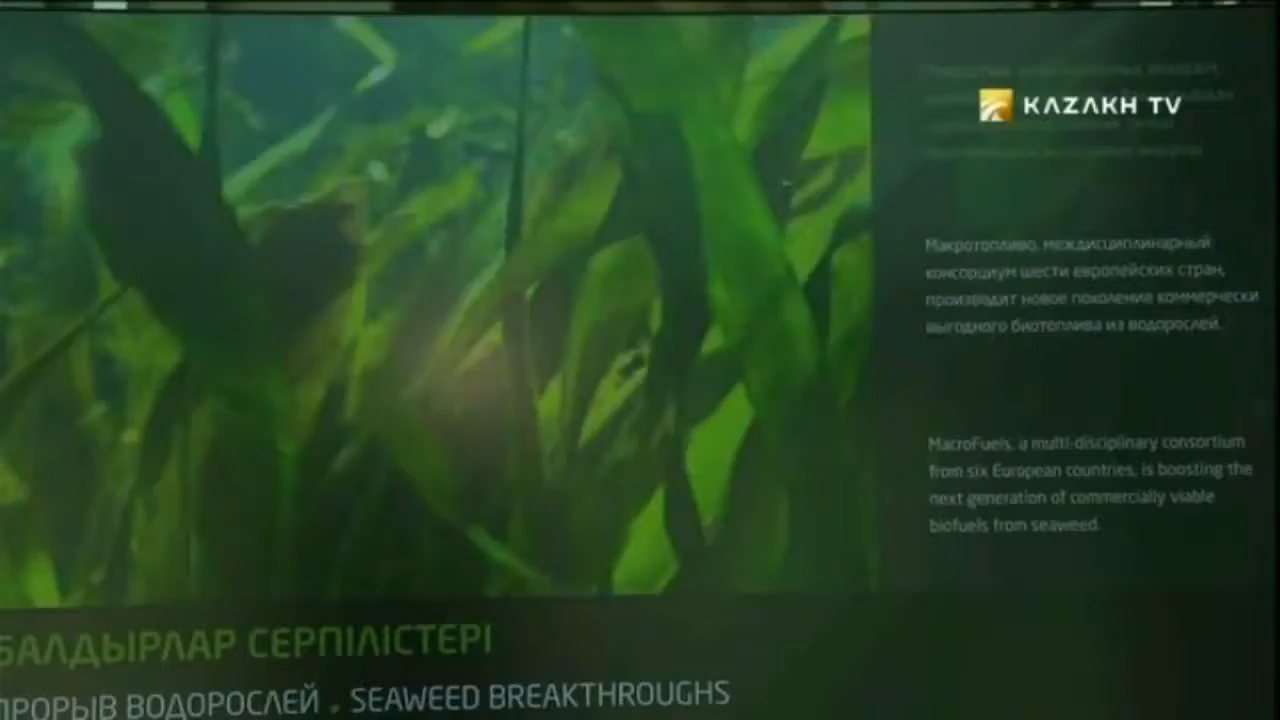 KAZAKH TV
Макротопливо, междисциплинарный
консорциум шести европейских стран,
производит новое поколение коммерчески
выгодного биотоплива из водорослей.
MacroFuels, a multi-disciplinary consortium
from six European countries, is boosting the
next generation of commercially viable
biofuels from seaweed.
БАЛДЫРЛАР СЕРПІЛІСТЕРІ
ПРОРЫВ ВОДОРОСЛЕЙ . SEAWEED BREAKTHROUGHS